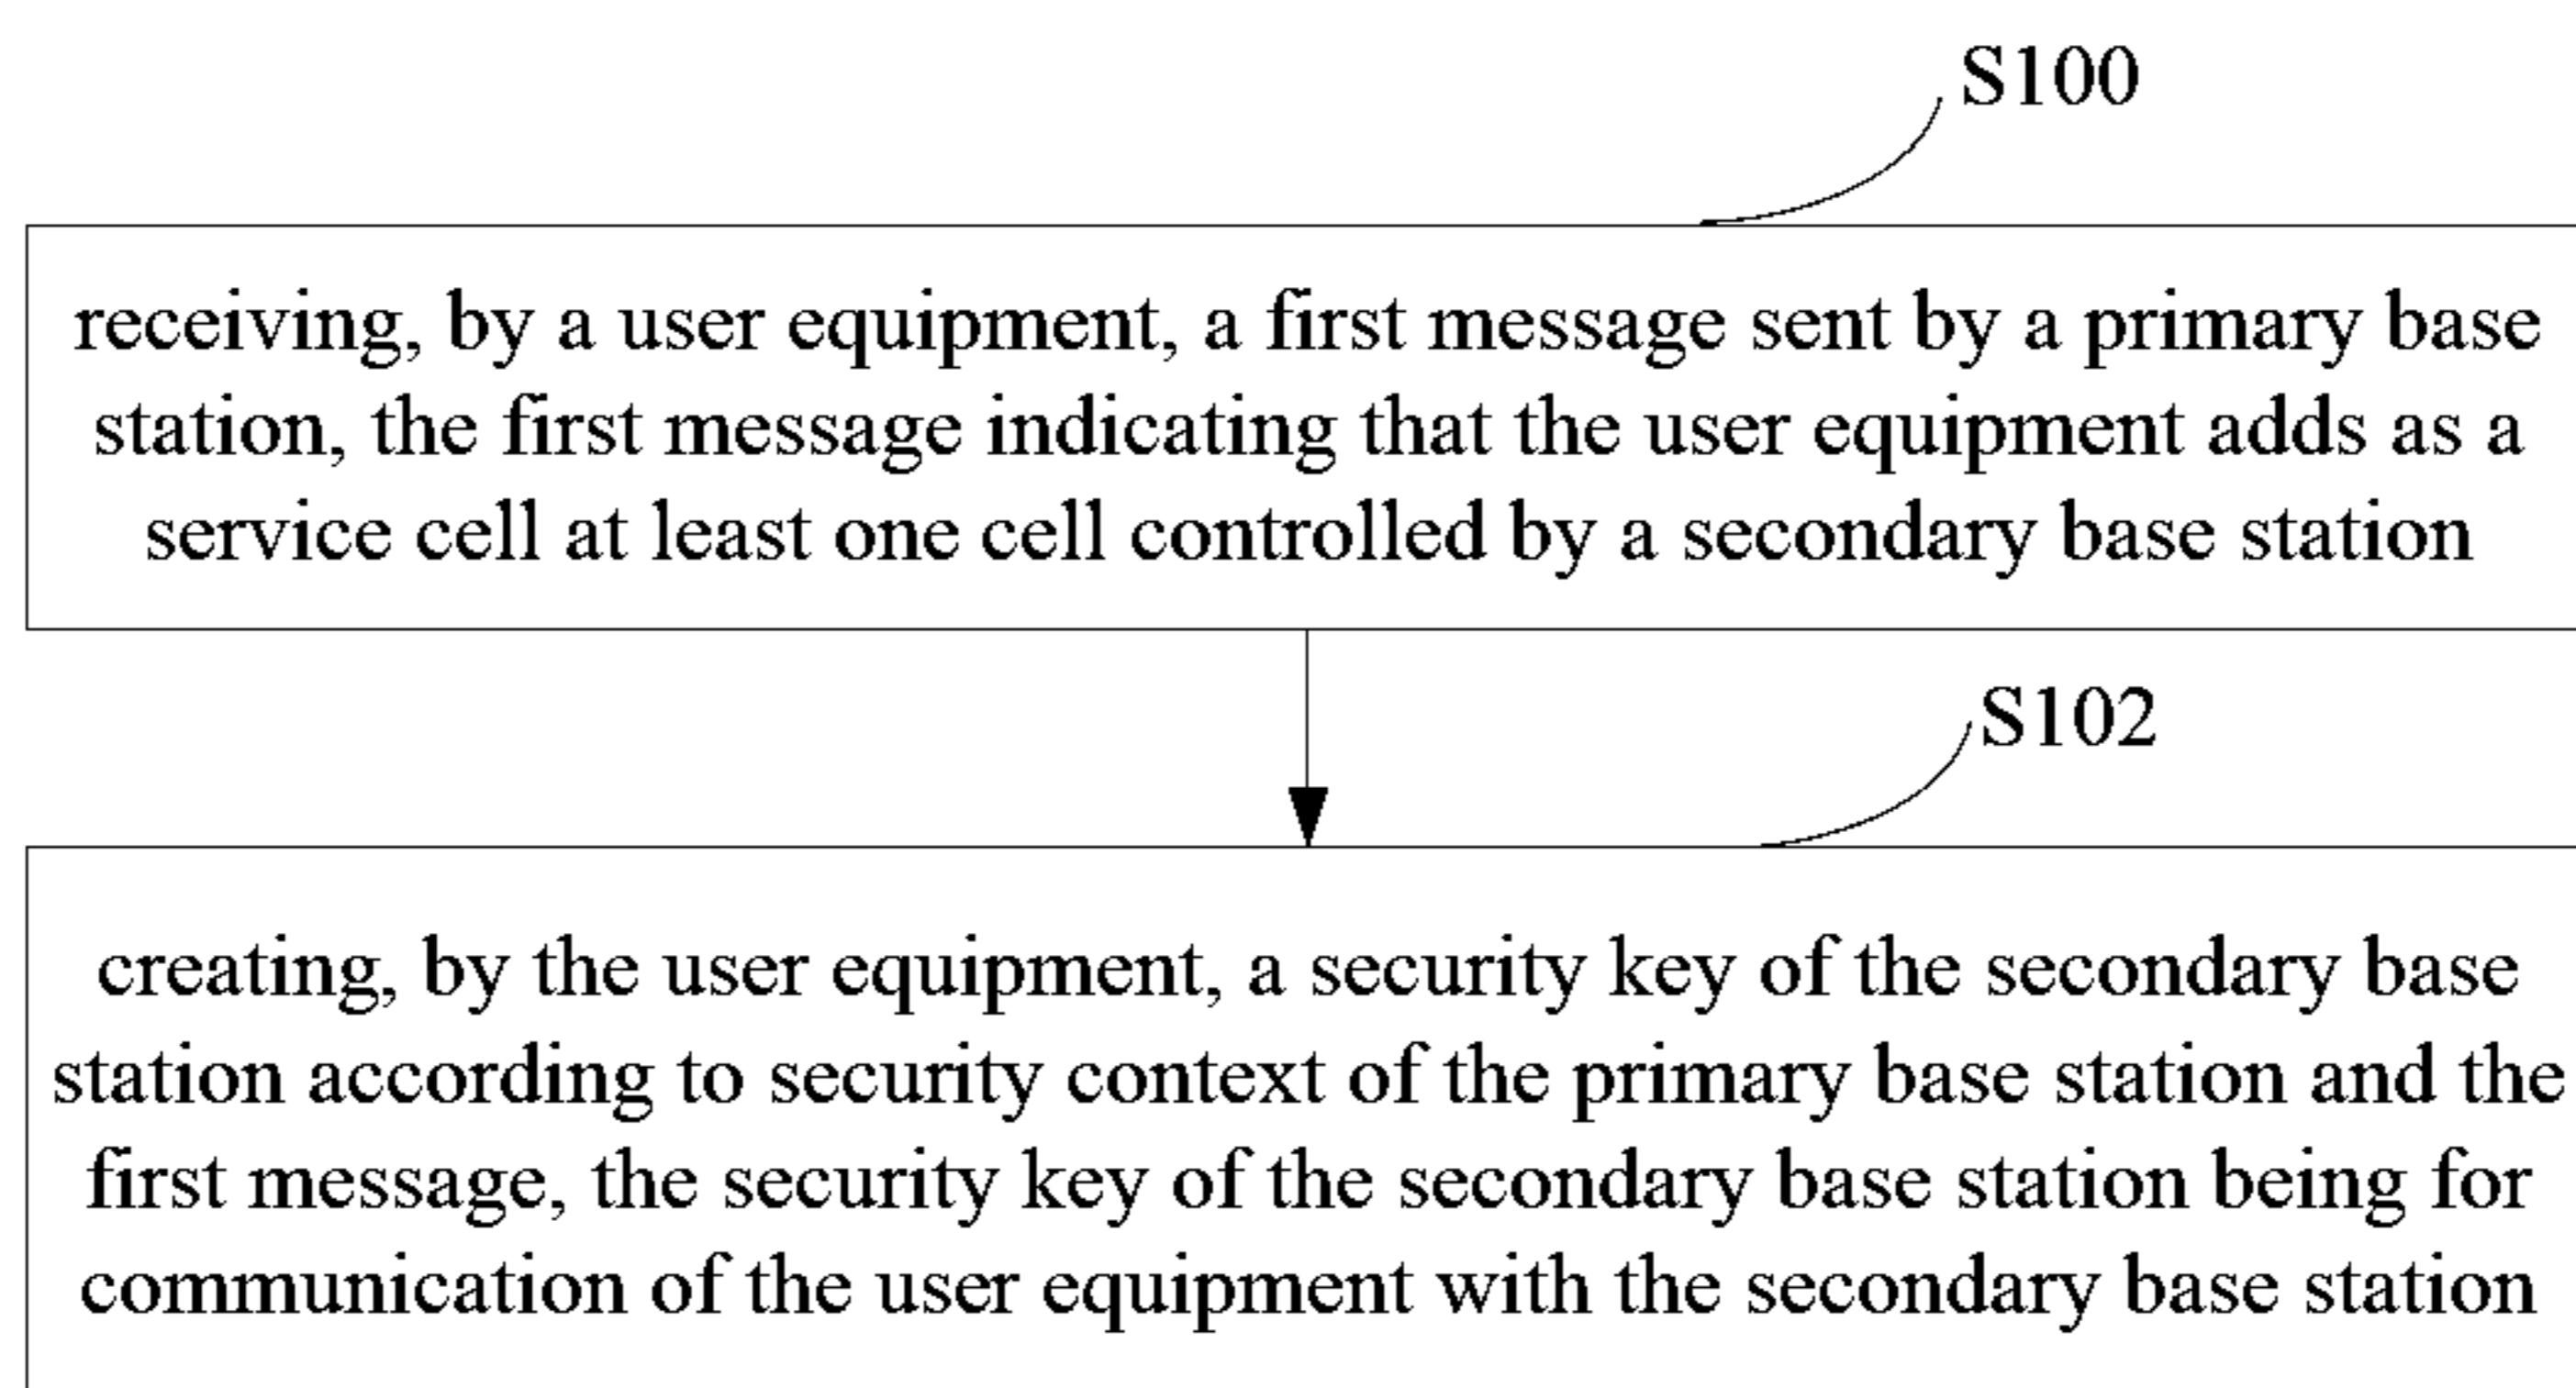 S100
receiving, by a user equipment, a first message sent by a primary base
station, the first message indicating that the user equipment adds as a
service cell at least one cell controlled by a secondary base station
S102
creating, by the user equipment, a security key of the secondary base
station according to security context of the primary base station and the
first message, the security key of the secondary base station being for
communication of the user equipment with the secondary base station